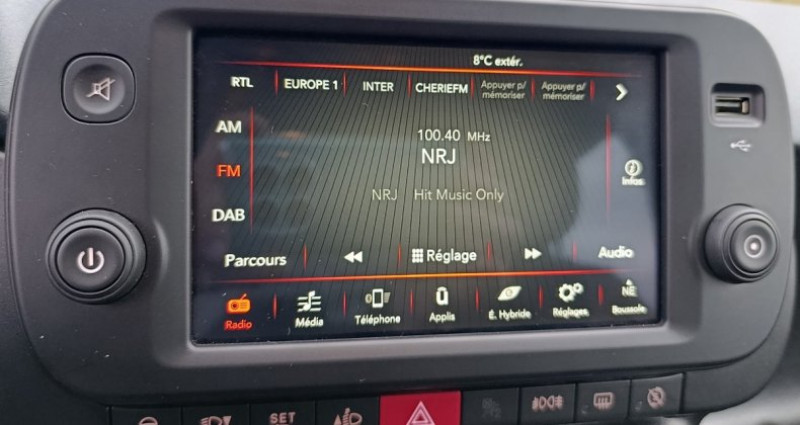 8°C extér.
RTL EUROPE 1 INTER CHERIEFM Appuyer p/ mémoriser Appuyer p/ mémoriser
AM
100.40 MHz
NRJ
FM
Infos
NRJ Hit Music Only
DAB
Parcours Réglage Audio
Radio Média Téléphone Applis É. Hybride Réglages NE Boussole
SET